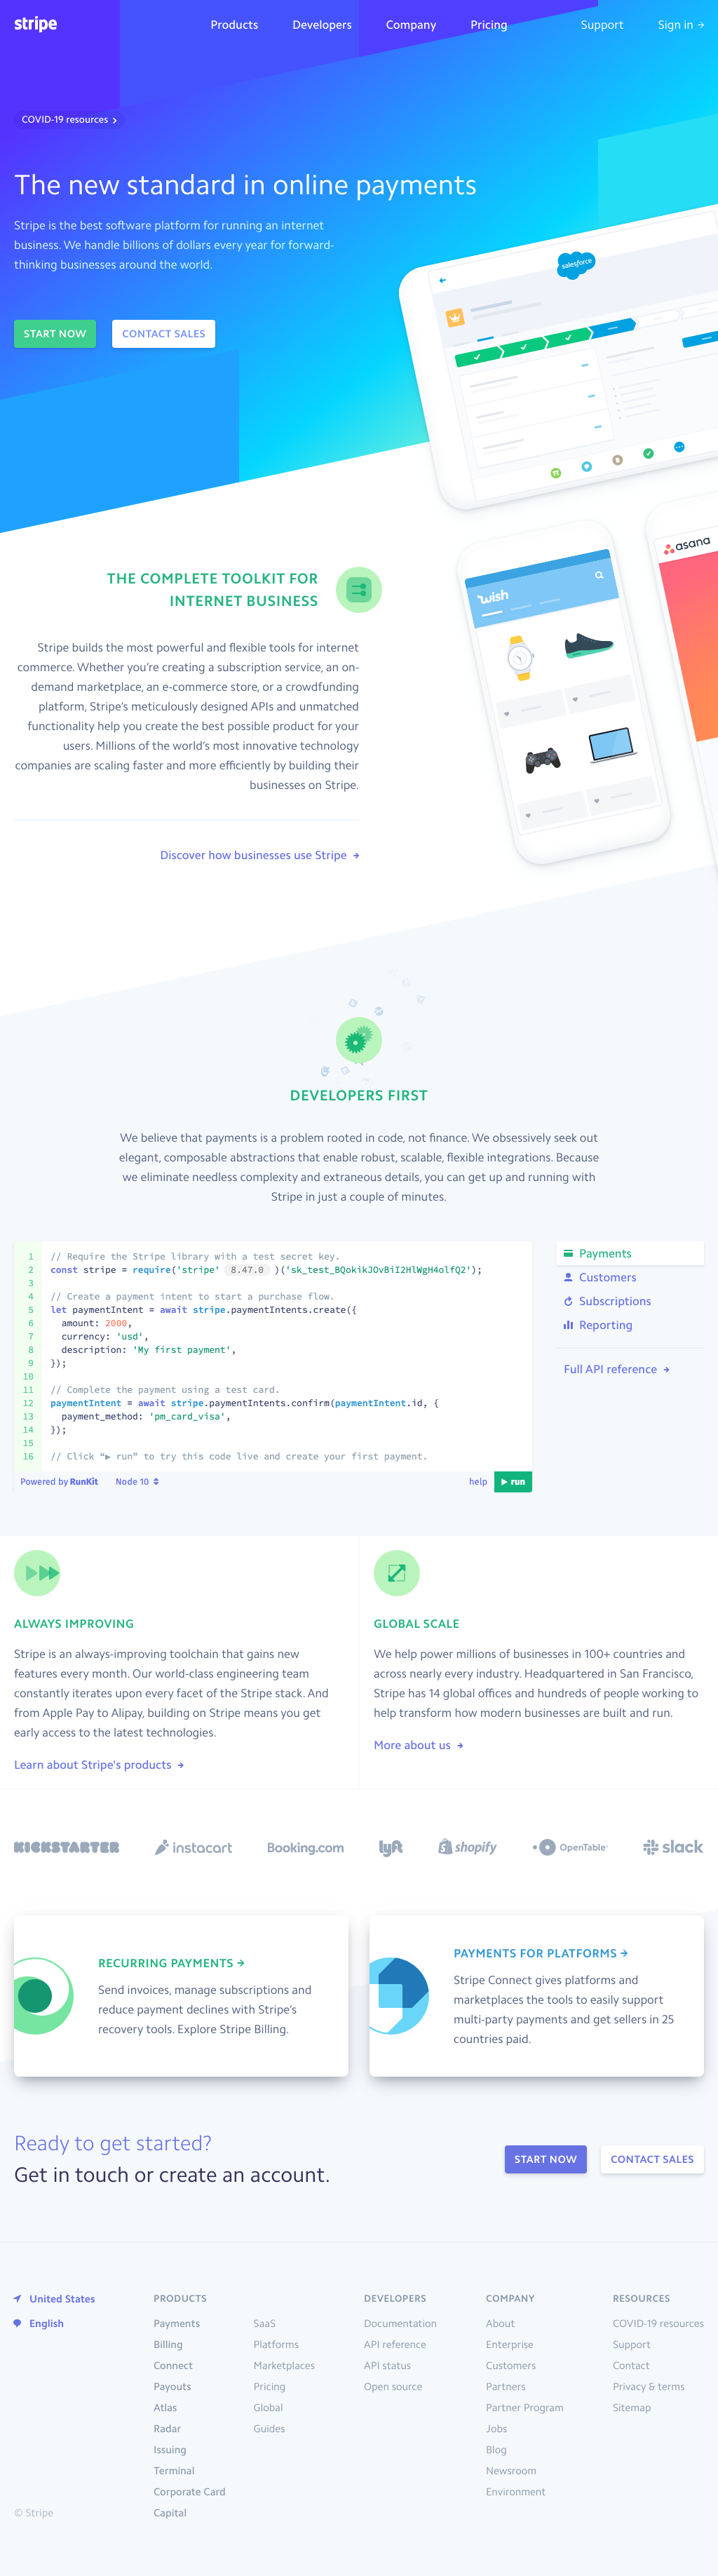 stripe
Products Developers Company Pricing Support Sign in →
COVID-19 resources ›
The new standard in online payments
Stripe is the best software platform for running an internet
business. We handle billions of dollars every year for forward-
thinking businesses around the world.
START NOW CONTACT SALES
salesforce
THE COMPLETE TOOLKIT FOR
INTERNET BUSINESS
Stripe builds the most powerful and flexible tools for internet
commerce. Whether you’re creating a subscription service, an on-
demand marketplace, an e-commerce store, or a crowdfunding
platform, Stripe’s meticulously designed APIs and unmatched
functionality help you create the best possible product for your
users. Millions of the world’s most innovative technology
companies are scaling faster and more efficiently by building their
businesses on Stripe.
Discover how businesses use Stripe →
wish
asana
DEVELOPERS FIRST
We believe that payments is a problem rooted in code, not finance. We obsessively seek out
elegant, composable abstractions that enable robust, scalable, flexible integrations. Because
we eliminate needless complexity and extraneous details, you can get up and running with
Stripe in just a couple of minutes.
1 // Require the Stripe library with a test secret key.
2 const stripe = require('stripe' 8.47.0 )('sk_test_BQokikJOvBiI2HlWgH4olfQ2');
3
4 // Create a payment intent to start a purchase flow.
5 let paymentIntent = await stripe.paymentIntents.create({
6 amount: 2000,
7 currency: 'usd',
8 description: 'My first payment',
9 });
10
11 // Complete the payment using a test card.
12 paymentIntent = await stripe.paymentIntents.confirm(paymentIntent.id, {
13 payment_method: 'pm_card_visa',
14 });
15
16 // Click “▶ run” to try this code live and create your first payment.
Powered by RunKit Node 10 help ▶ run
Payments
Customers
Subscriptions
Reporting
Full API reference →
ALWAYS IMPROVING
Stripe is an always-improving toolchain that gains new
features every month. Our world-class engineering team
constantly iterates upon every facet of the Stripe stack. And
from Apple Pay to Alipay, building on Stripe means you get
early access to the latest technologies.
Learn about Stripe's products →
GLOBAL SCALE
We help power millions of businesses in 100+ countries and
across nearly every industry. Headquartered in San Francisco,
Stripe has 14 global offices and hundreds of people working to
help transform how modern businesses are built and run.
More about us →
KICKSTARTER instacart Booking.com lyft shopify OpenTable slack
RECURRING PAYMENTS →
Send invoices, manage subscriptions and
reduce payment declines with Stripe’s
recovery tools. Explore Stripe Billing.
PAYMENTS FOR PLATFORMS →
Stripe Connect gives platforms and
marketplaces the tools to easily support
multi-party payments and get sellers in 25
countries paid.
Ready to get started?
Get in touch or create an account.
START NOW CONTACT SALES
United States
English
© Stripe
PRODUCTS
Payments
Billing
Connect
Payouts
Atlas
Radar
Issuing
Terminal
Corporate Card
Capital
SaaS
Platforms
Marketplaces
Pricing
Global
Guides
DEVELOPERS
Documentation
API reference
API status
Open source
COMPANY
About
Enterprise
Customers
Partners
Partner Program
Jobs
Blog
Newsroom
Environment
RESOURCES
COVID-19 resources
Support
Contact
Privacy & terms
Sitemap